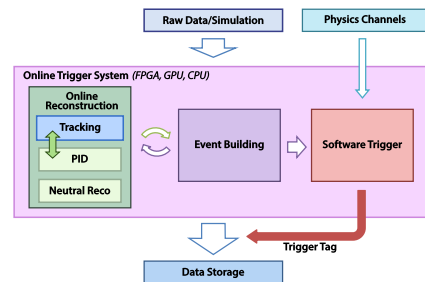 Raw Data/Simulation
Physics Channels
Online Trigger System (FPGA, GPU, CPU)
Online
Reconstruction
Tracking
PID
Neutral Reco
Event Building
Software Trigger
Trigger Tag
Data Storage